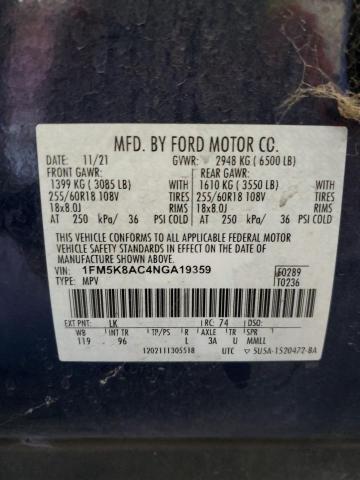 MFD. BY FORD MOTOR CO.
DATE: 11/21 GVWR: 2948 KG ( 6500 LB)
FRONT GAWR: REAR GAWR:
1399 KG ( 3085 LB) WITH 1610 KG ( 3550 LB) WITH
255/60R18 108V TIRES 255/60R18 108V TIRES
18x8.0J RIMS 18x8.0J RIMS
AT 250 kPa/ 36 PSI COLD AT 250 kPa/ 36 PSI COLD
THIS VEHICLE CONFORMS TO ALL APPLICABLE FEDERAL MOTOR
VEHICLE SAFETY STANDARDS IN EFFECT ON THE DATE OF MANUFACTURE
SHOWN ABOVE.
VIN: 1FM5K8AC4NGA19359 F0289
TYPE: MPV T0236
EXT PNT: LK RC: 74 DSO:
WB INT TR TP/PS R AXLE TR SPR
119 96 L 3A U MMLL
1202111305518 UTC ▽ 5U5A-1520472-BA